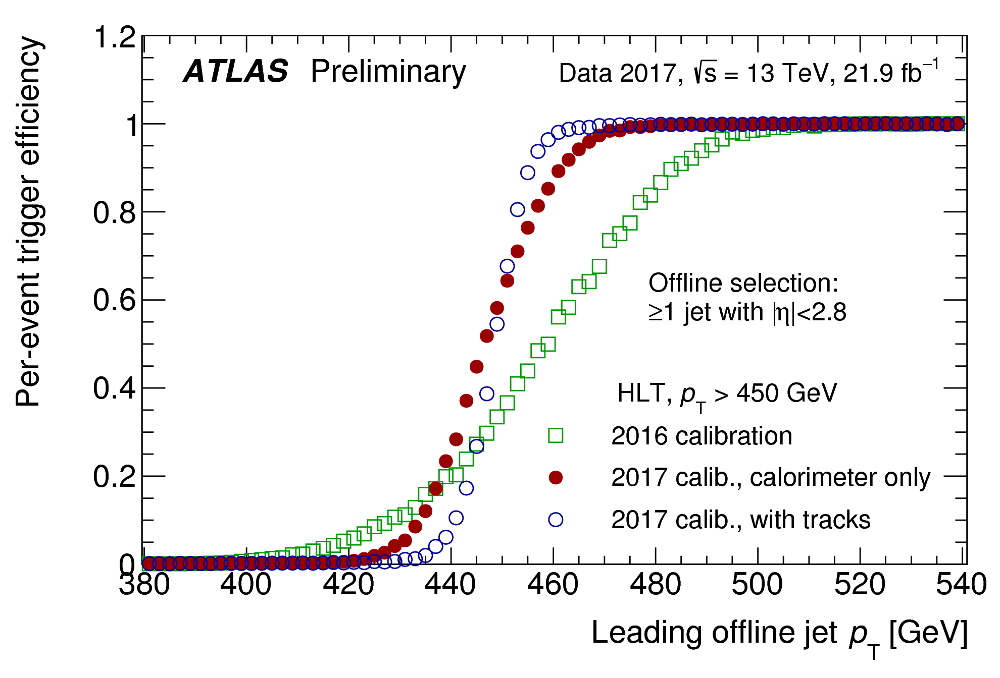 1.2
ATLAS Preliminary
Data 2017, √s = 13 TeV, 21.9 fb⁻¹
Per-event trigger efficiency
1
0.8
0.6
Offline selection:
≥1 jet with |η|<2.8
0.4
HLT, p_T > 450 GeV
2016 calibration
0.2
2017 calib., calorimeter only
2017 calib., with tracks
0
380 400 420 440 460 480 500 520 540
Leading offline jet p_T [GeV]